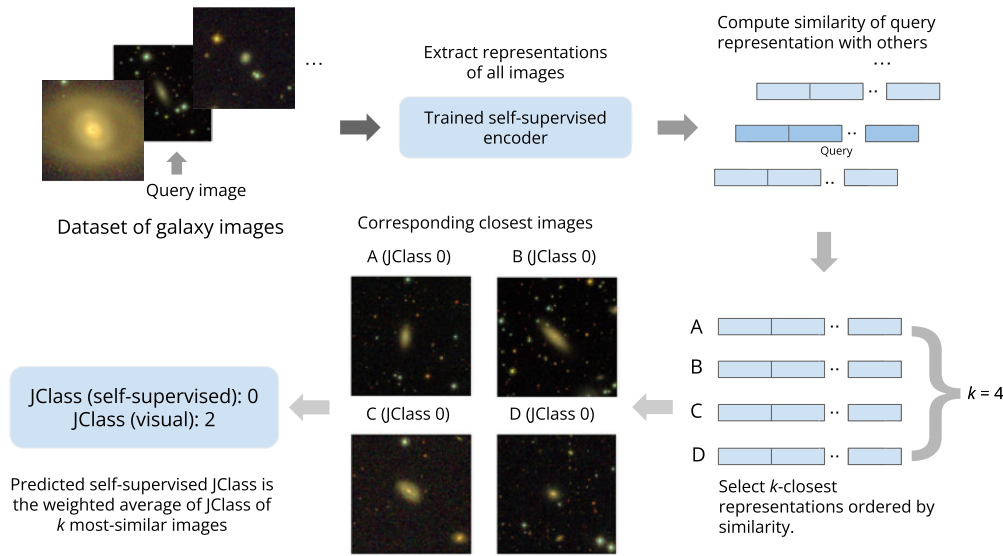 ...
Query image
Dataset of galaxy images
Extract representations
of all images
Trained self-supervised
encoder
Compute similarity of query
representation with others
...
..
..
Query
..
A
..
B
..
C
..
D
..
k = 4
Select k-closest
representations ordered by
similarity.
Corresponding closest images
A (JClass 0)
B (JClass 0)
C (JClass 0)
D (JClass 0)
JClass (self-supervised): 0
JClass (visual): 2
Predicted self-supervised JClass is
the weighted average of JClass of
k most-similar images